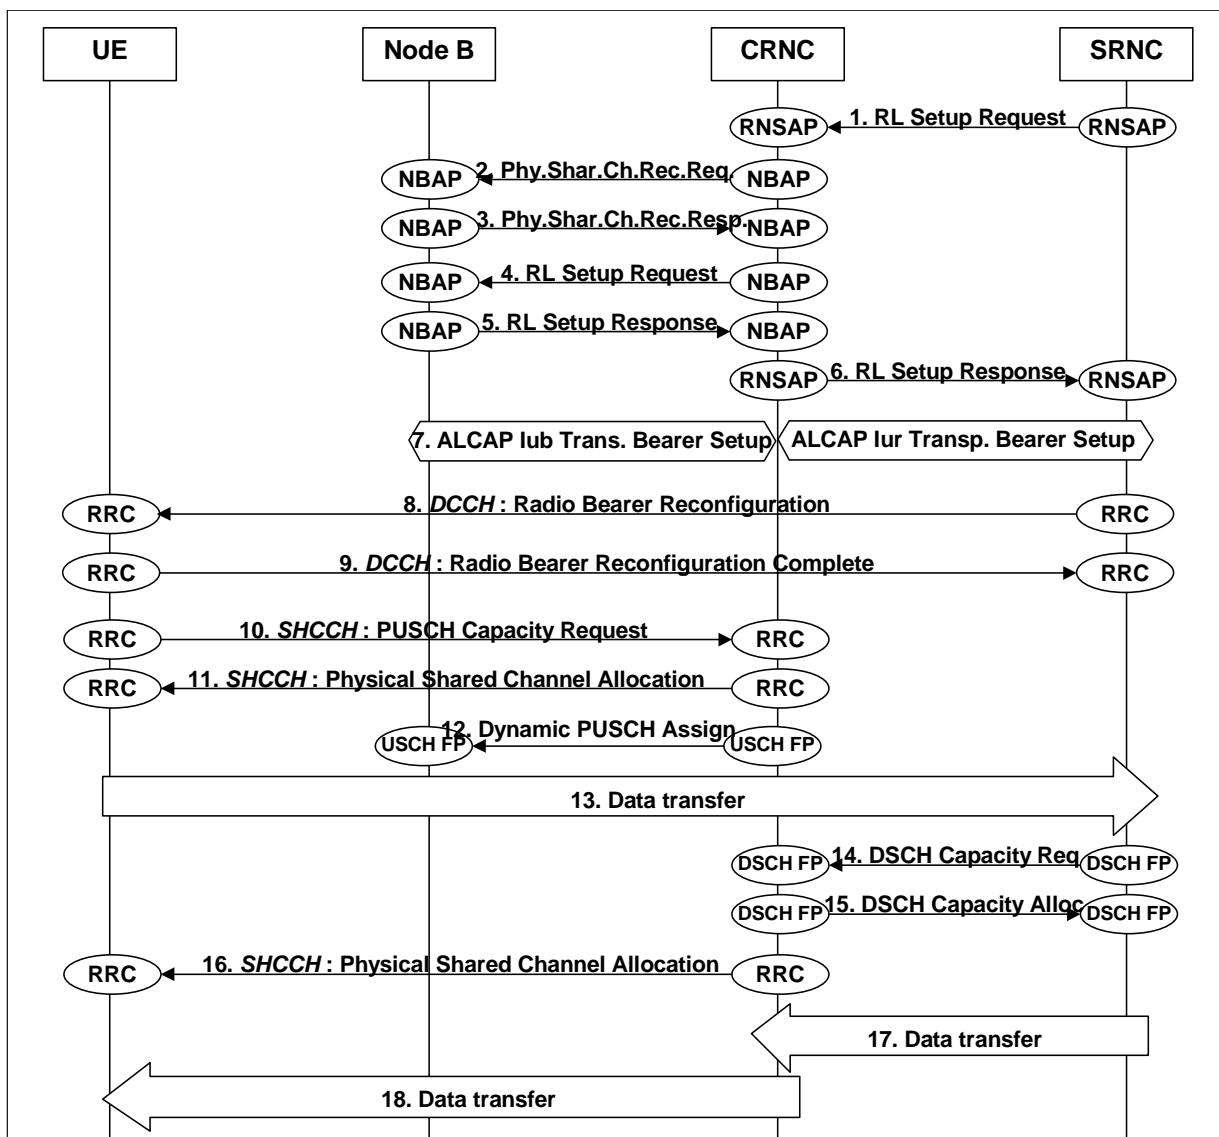 UE Node B CRNC SRNC
RNSAP 1. RL Setup Request RNSAP
NBAP 2. Phy.Shar.Ch.Rec.Req. NBAP
NBAP 3. Phy.Shar.Ch.Rec.Resp. NBAP
NBAP 4. RL Setup Request NBAP
NBAP 5. RL Setup Response NBAP
RNSAP 6. RL Setup Response RNSAP
7. ALCAP Iub Trans. Bearer Setup ALCAP Iur Transp. Bearer Setup
RRC 8. DCCH : Radio Bearer Reconfiguration RRC
RRC 9. DCCH : Radio Bearer Reconfiguration Complete RRC
RRC 10. SHCCH : PUSCH Capacity Request RRC
RRC 11. SHCCH : Physical Shared Channel Allocation RRC
USCH FP 12. Dynamic PUSCH Assign USCH FP
13. Data transfer
DSCH FP 14. DSCH Capacity Req DSCH FP
DSCH FP 15. DSCH Capacity Alloc DSCH FP
RRC 16. SHCCH : Physical Shared Channel Allocation RRC
17. Data transfer
18. Data transfer